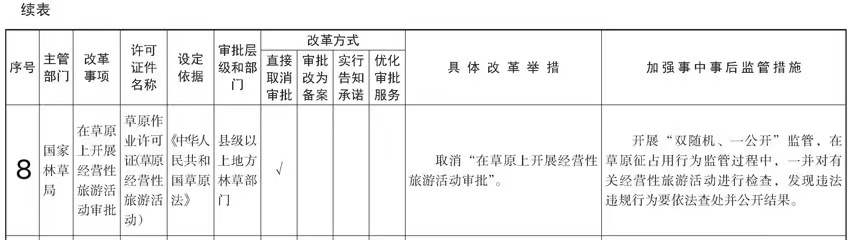 续表
序号
主管
部门
改革
事项
许可
证件
名称
设定
依据
审批层
级和部
门
改革方式
直接
取消
审批
审批
改为
备案
实行
告知
承诺
优化
审批
服务
具体改革举措
加强事中事后监管措施
8
国家
林草
局
在草原
上开展
经营性
旅游活
动审批
草原作
业许可
证(草原
经营性
旅游活
动)
《中华人
民共和
国草原
法》
县级以
上地方
林草部
门
√
取消“在草原上开展经营性
旅游活动审批”。
开展“双随机、一公开”监管，在
草原征占用行为监管过程中，一并对有
关经营性旅游活动进行检查，发现违法
违规行为要依法查处并公开结果。